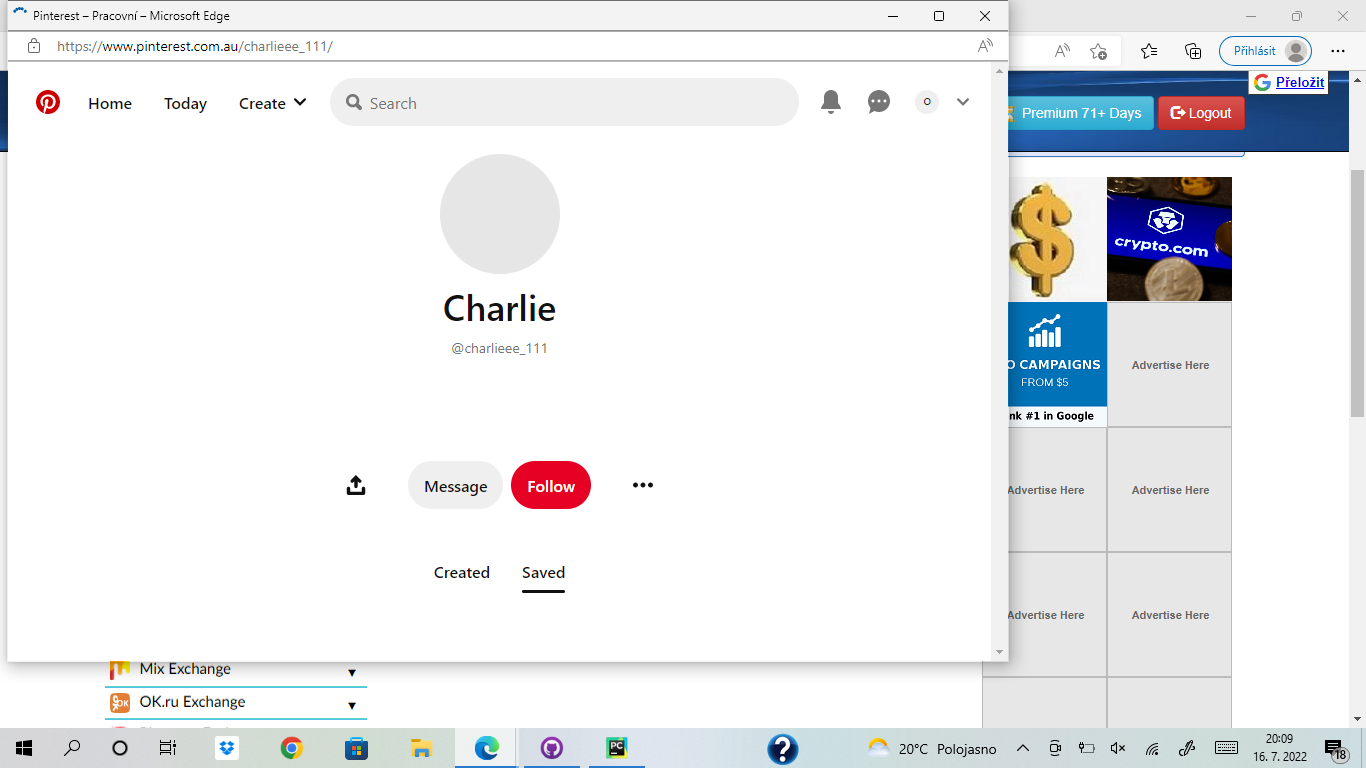 Pinterest – Pracovní – Microsoft Edge
https://www.pinterest.com.au/charlieee_111/
Přihlásit
Přeložit
Home
Today
Create
Search
O
Premium 71+ Days
Logout
Charlie
@charlieee_111
crypto.com
CAMPAIGNS
FROM $5
#1 in Google
Advertise Here
Message
Follow
Advertise Here
Advertise Here
Created
Saved
Advertise Here
Advertise Here
Mix Exchange
OK.ru Exchange
PC
20°C Polojasno
20:09
16. 7. 2022
18